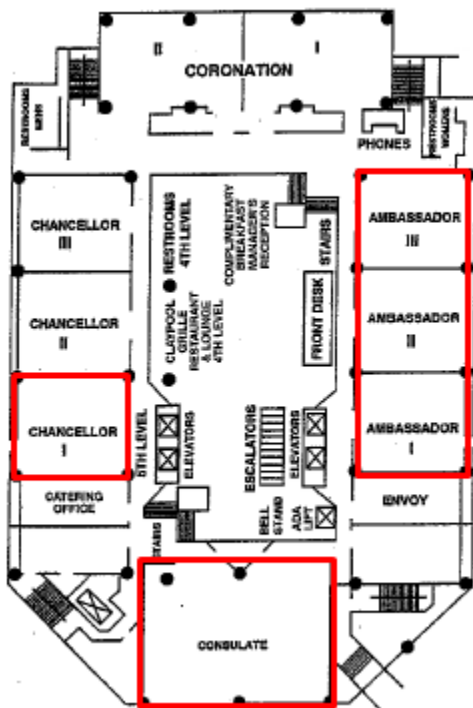 II
I
CORONATION
RESTROOMS
MEN
PHONES
RESTROOMS
WOMEN
CHANCELLOR
III
RESTROOMS
4TH LEVEL
COMPLIMENTARY
BREAKFAST
MANAGER'S
RECEPTION
STAIRS
AMBASSADOR
III
CHANCELLOR
II
CLAYPOOL
GRILLE
RESTAURANT
& LOUNGE
4TH LEVEL
FRONT DESK
AMBASSADOR
II
CHANCELLOR
I
5TH LEVEL
ELEVATORS
ESCALATORS
ELEVATORS
AMBASSADOR
I
CATERING
OFFICE
STAIRS
BELL
STAND
ADA
LIFT
ENVOY
CONSULATE